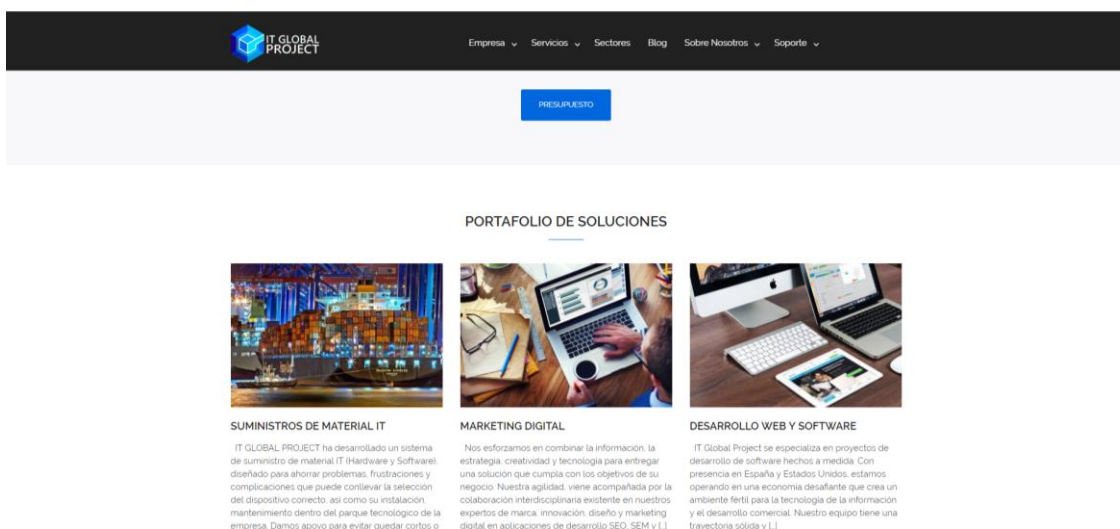 IT GLOBAL
PROJECT
Empresa Servicios Sectores Blog Sobre Nosotros Soporte
PRESUPUESTO
PORTAFOLIO DE SOLUCIONES
SUMINISTROS DE MATERIAL IT
IT GLOBAL PROJECT ha desarrollado un sistema
de suministro de material IT (Hardware y Software),
diseñado para ahorrar problemas, frustraciones y
complicaciones que puede conllevar la selección
del dispositivo correcto, así como su instalación,
mantenimiento dentro del parque tecnológico de la
empresa. Damos apoyo para evitar quedar cortos o
MARKETING DIGITAL
Nos esforzamos en combinar la información, la
estrategia, creatividad y tecnología para entregar
una solución que cumpla con los objetivos de su
negocio. Nuestra agilidad, viene acompañada por la
colaboración interdisciplinaria existente en nuestros
expertos de marca, innovación, diseño y marketing
digital en aplicaciones de desarrollo SEO, SEM y [...]
DESARROLLO WEB Y SOFTWARE
IT Global Project se especializa en proyectos de
desarrollo de software hechos a medida. Con
presencia en España y Estados Unidos, estamos
operando en una economía desafiante que crea un
ambiente fértil para la tecnología de la información
y el desarrollo comercial. Nuestro equipo tiene una
trayectoria sólida y [...]